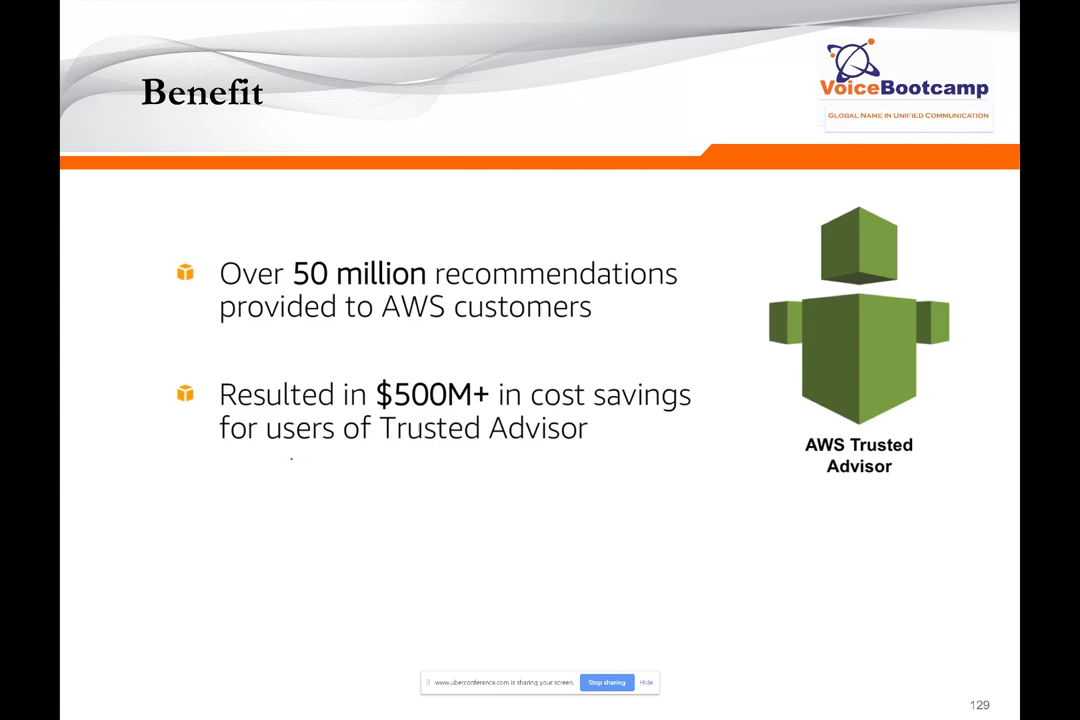 Benefit
VoiceBootcamp
GLOBAL NAME IN UNIFIED COMMUNICATION
Over 50 million recommendations
provided to AWS customers
Resulted in $500M+ in cost savings
for users of Trusted Advisor
AWS Trusted
Advisor
www.uberconference.com is sharing your screen. Stop sharing Hide
129